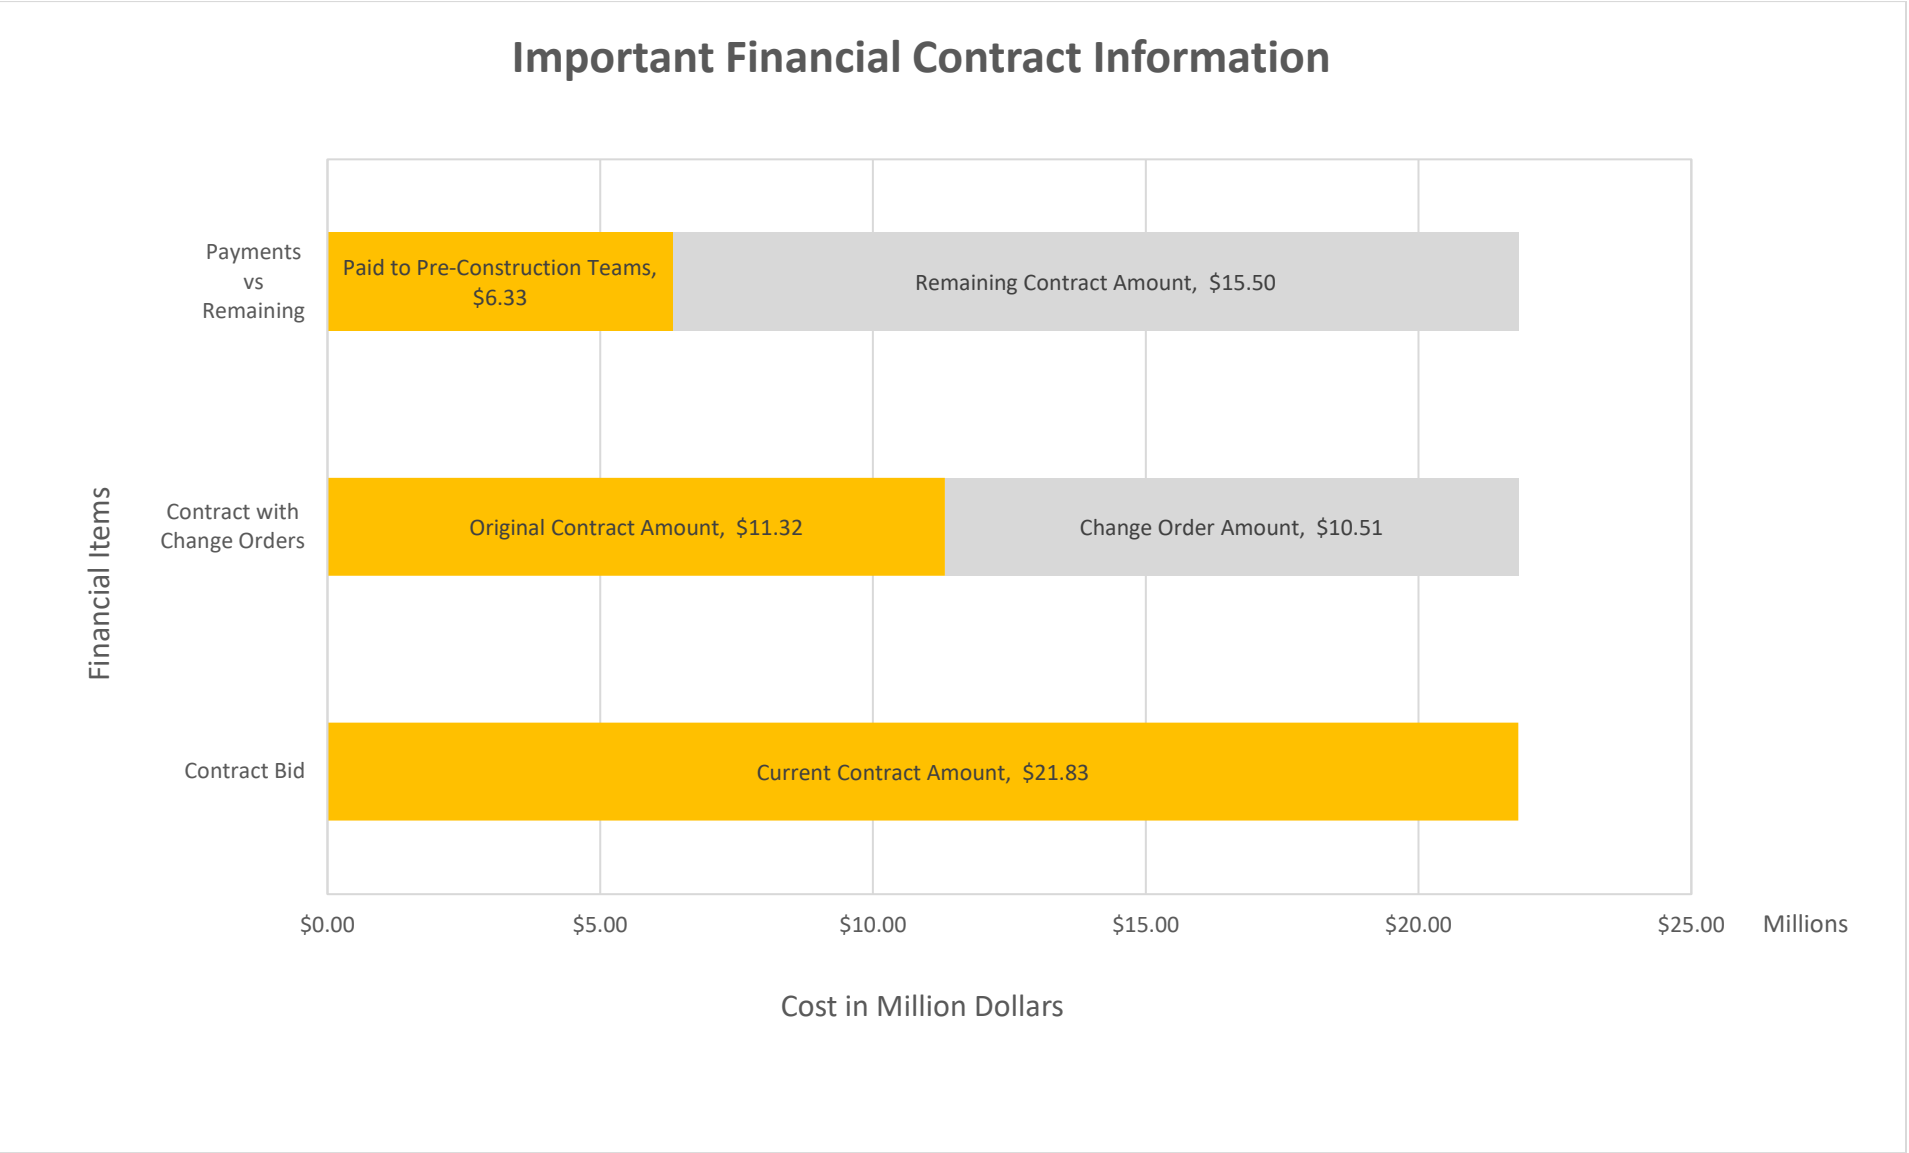 Important Financial Contract Information
Payments
vs
Remaining
Paid to Pre-Construction Teams,
$6.33
Remaining Contract Amount, $15.50
Financial Items
Contract with
Change Orders
Original Contract Amount, $11.32
Change Order Amount, $10.51
Contract Bid
Current Contract Amount, $21.83
$0.00 $5.00 $10.00 $15.00 $20.00 $25.00 Millions
Cost in Million Dollars